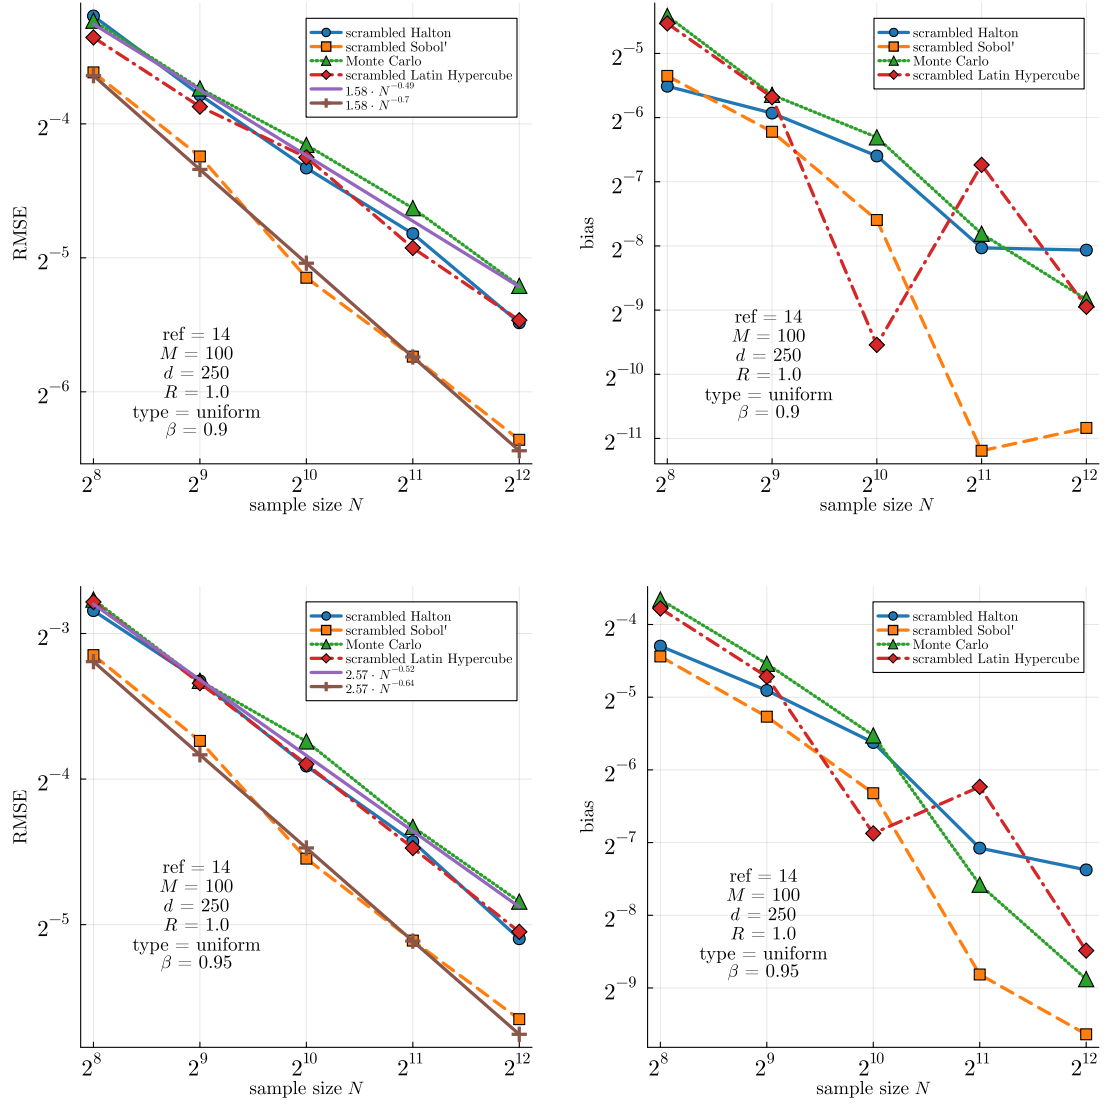 scrambled Halton
scrambled Sobol'
Monte Carlo
scrambled Latin Hypercube
1.58 · N^{-0.49}
1.58 · N^{-0.7}
2^{-4}
2^{-5}
2^{-6}
RMSE
ref = 14
M = 100
d = 250
R = 1.0
type = uniform
β = 0.9
2^8 2^9 2^{10} 2^{11} 2^{12}
sample size N
scrambled Halton
scrambled Sobol'
Monte Carlo
scrambled Latin Hypercube
2^{-5}
2^{-6}
2^{-7}
2^{-8}
2^{-9}
2^{-10}
2^{-11}
bias
ref = 14
M = 100
d = 250
R = 1.0
type = uniform
β = 0.9
2^8 2^9 2^{10} 2^{11} 2^{12}
sample size N
scrambled Halton
scrambled Sobol'
Monte Carlo
scrambled Latin Hypercube
2.57 · N^{-0.52}
2.57 · N^{-0.64}
2^{-3}
2^{-4}
2^{-5}
RMSE
ref = 14
M = 100
d = 250
R = 1.0
type = uniform
β = 0.95
2^8 2^9 2^{10} 2^{11} 2^{12}
sample size N
scrambled Halton
scrambled Sobol'
Monte Carlo
scrambled Latin Hypercube
2^{-4}
2^{-5}
2^{-6}
2^{-7}
2^{-8}
2^{-9}
bias
ref = 14
M = 100
d = 250
R = 1.0
type = uniform
β = 0.95
2^8 2^9 2^{10} 2^{11} 2^{12}
sample size N